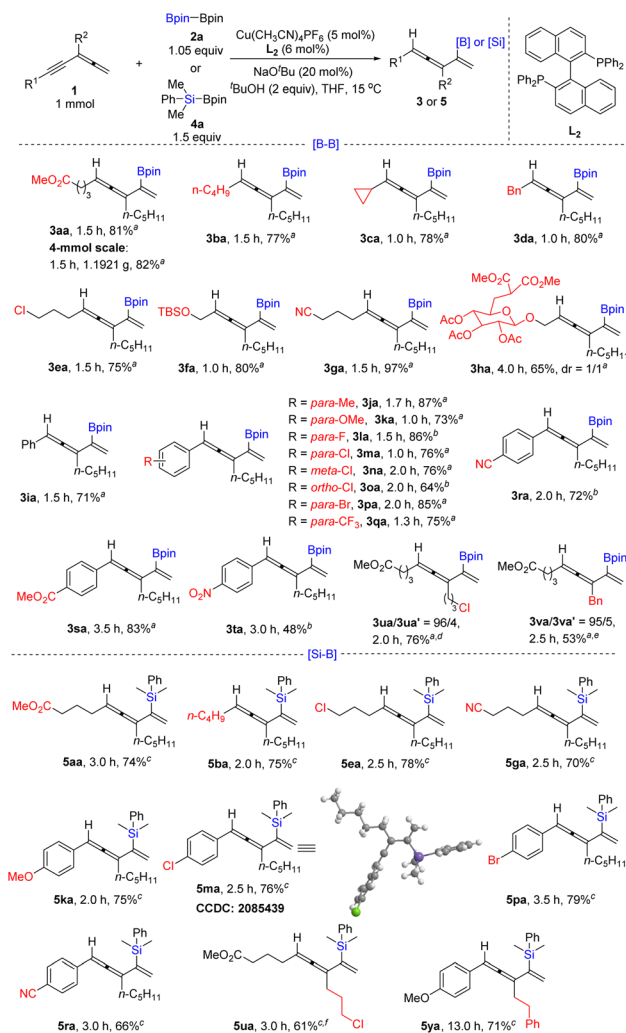 Bpin–Bpin
2a
1.05 equiv
or
Me
Ph–Si–Bpin
Me
4a
1.5 equiv
R²
R¹
1
1 mmol
+
Cu(CH₃CN)₄PF₆ (5 mol%)
L₂ (6 mol%)
NaOᵗBu (20 mol%)
ᵗBuOH (2 equiv), THF, 15 °C
H
[B] or [Si]
R¹
R²
3 or 5
PPh₂
Ph₂P
L₂
[B-B]
MeO₂C
( )₃
H
Bpin
n-C₅H₁₁
3aa, 1.5 h, 81%ᵃ
4-mmol scale:
1.5 h, 1.1921 g, 82%ᵃ
n-C₄H₉
H
Bpin
n-C₅H₁₁
3ba, 1.5 h, 77%ᵃ
H
Bpin
n-C₅H₁₁
3ca, 1.0 h, 78%ᵃ
Bn
H
Bpin
n-C₅H₁₁
3da, 1.0 h, 80%ᵃ
Cl
H
Bpin
n-C₅H₁₁
3ea, 1.5 h, 75%ᵃ
TBSO
H
Bpin
n-C₅H₁₁
3fa, 1.0 h, 80%ᵃ
NC
H
Bpin
n-C₅H₁₁
3ga, 1.5 h, 97%ᵃ
MeO₂C
CO₂Me
AcO
O
AcO
OAc
O
H
Bpin
n-C₅H₁₁
3ha, 4.0 h, 65%, dr = 1/1ᵃ
Ph
H
Bpin
n-C₅H₁₁
3ia, 1.5 h, 71%ᵃ
R
H
Bpin
n-C₅H₁₁
R = para-Me, 3ja, 1.7 h, 87%ᵃ
R = para-OMe, 3ka, 1.0 h, 73%ᵃ
R = para-F, 3la, 1.5 h, 86%ᵇ
R = para-Cl, 3ma, 1.0 h, 76%ᵃ
R = meta-Cl, 3na, 2.0 h, 76%ᵃ
R = ortho-Cl, 3oa, 2.0 h, 64%ᵇ
R = para-Br, 3pa, 2.0 h, 85%ᵃ
R = para-CF₃, 3qa, 1.3 h, 75%ᵃ
NC
H
Bpin
n-C₅H₁₁
3ra, 2.0 h, 72%ᵇ
MeO₂C
H
Bpin
n-C₅H₁₁
3sa, 3.5 h, 83%ᵃ
NO₂
H
Bpin
n-C₅H₁₁
3ta, 3.0 h, 48%ᵇ
MeO₂C
( )₃
H
Bpin
( )₃
Cl
3ua/3ua' = 96/4,
2.0 h, 76%ᵃ,ᵈ
MeO₂C
( )₃
H
Bpin
Bn
3va/3va' = 95/5,
2.5 h, 53%ᵃ,ᵉ
[Si-B]
MeO₂C
H
Ph
Si
n-C₅H₁₁
5aa, 3.0 h, 74%ᶜ
n-C₄H₉
H
Ph
Si
n-C₅H₁₁
5ba, 2.0 h, 75%ᶜ
Cl
H
Ph
Si
n-C₅H₁₁
5ea, 2.5 h, 78%ᶜ
NC
H
Ph
Si
n-C₅H₁₁
5ga, 2.5 h, 70%ᶜ
MeO
H
Ph
Si
n-C₅H₁₁
5ka, 2.0 h, 75%ᶜ
Cl
H
Ph
Si
n-C₅H₁₁
5ma, 2.5 h, 76%ᶜ
CCDC: 2085439
Br
H
Ph
Si
n-C₅H₁₁
5pa, 3.5 h, 79%ᶜ
NC
H
Ph
Si
n-C₅H₁₁
5ra, 3.0 h, 66%ᶜ
MeO₂C
H
Ph
Si
Cl
5ua, 3.0 h, 61%ᶜ,ᶠ
MeO
H
Ph
Si
Ph
5ya, 13.0 h, 71%ᶜ